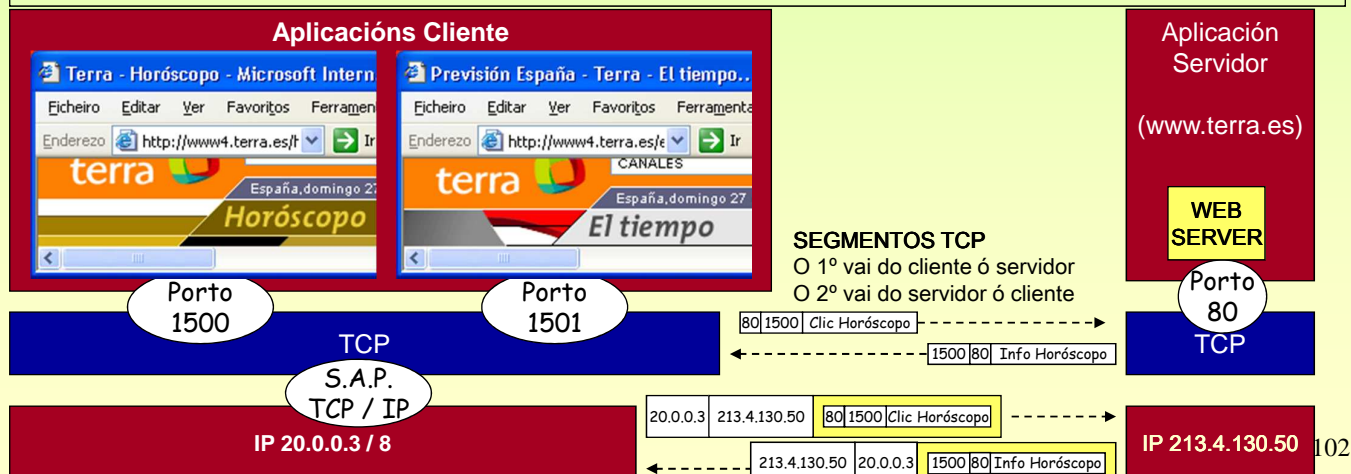 Aplicacións Cliente
Terra - Horóscopo - Microsoft Intern
Eicheiro Editar Ver Favoritos Ferramen
Enderezo http://www4.terra.es/h Ir
terra
España,domingo 27
Horóscopo
Previsión España - Terra - El tiempo..
Eicheiro Editar Ver Favoritos Ferramenta
Enderezo http://www4.terra.es/e Ir
CANALES
terra
España,domingo 27
El tiempo
Aplicación
Servidor
(www.terra.es)
WEB
SERVER
Porto
80
TCP
SEGMENTOS TCP
O 1º vai do cliente ó servidor
O 2º vai do servidor ó cliente
Porto
1500
Porto
1501
TCP
80 1500 Clic Horóscopo
1500 80 Info Horóscopo
S.A.P.
TCP / IP
IP 20.0.0.3 / 8
20.0.0.3 213.4.130.50 80 1500 Clic Horóscopo
213.4.130.50 20.0.0.3 1500 80 Info Horóscopo
IP 213.4.130.50
102